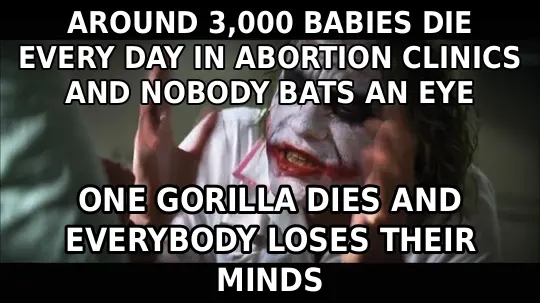 AROUND 3,000 BABIES DIE
EVERY DAY IN ABORTION CLINICS
AND NOBODY BATS AN EYE
ONE GORILLA DIES AND
EVERYBODY LOSES THEIR
MINDS